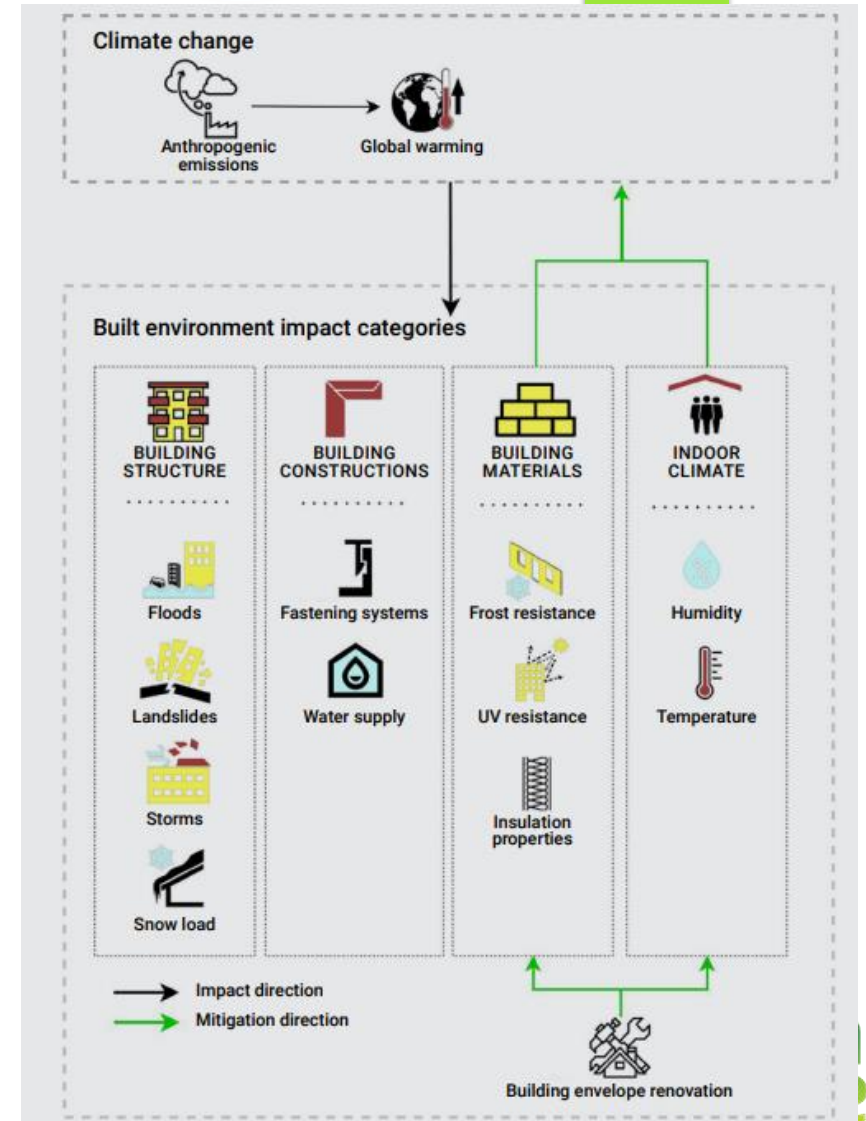 Climate change
Anthropogenic
emissions
Global warming
Built environment impact categories
BUILDING
STRUCTURE
Floods
Landslides
Storms
Snow load
BUILDING
CONSTRUCTIONS
Fastening systems
Water supply
BUILDING
MATERIALS
Frost resistance
UV resistance
Insulation
properties
INDOOR
CLIMATE
Humidity
Temperature
Impact direction
Mitigation direction
Building envelope renovation